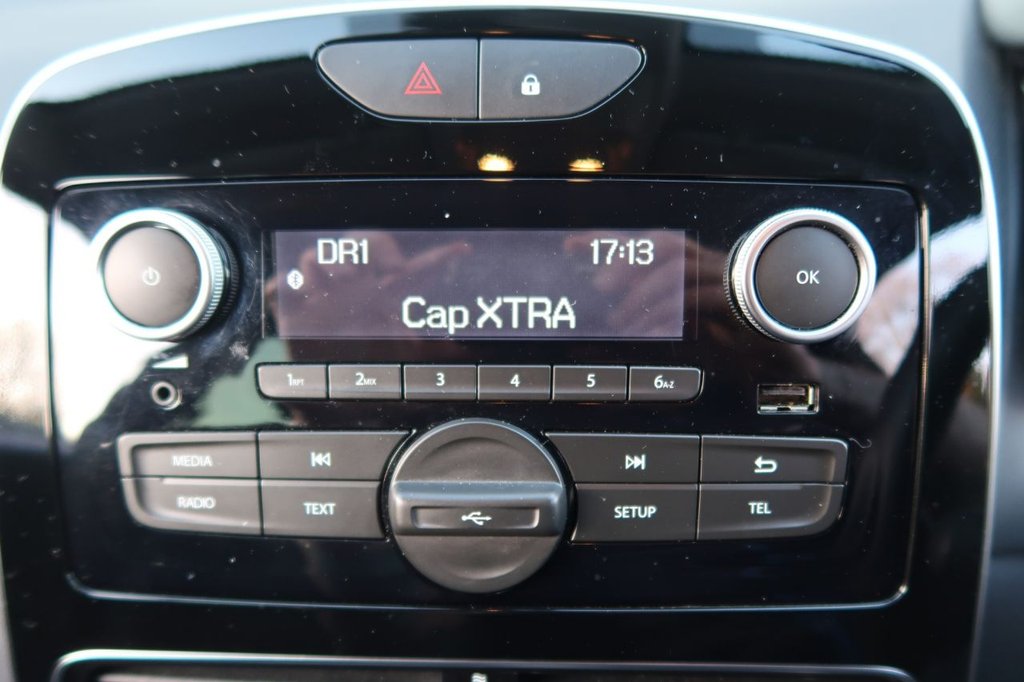 DR1 17:13
Cap XTRA
OK
1RPT 2MIX 3 4 5 6A-Z
MEDIA
RADIO TEXT SETUP TEL